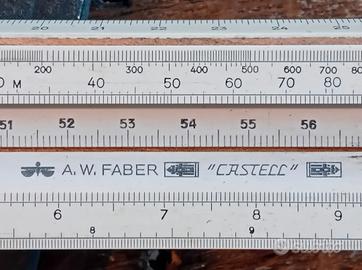 20 21 22 23 24 25
200 300 400 500 600 700 800
M 40 50 60 70 80
51 52 53 54 55 56
A.W. FABER "CASTELL"
6 7 8 9
8 9
subito